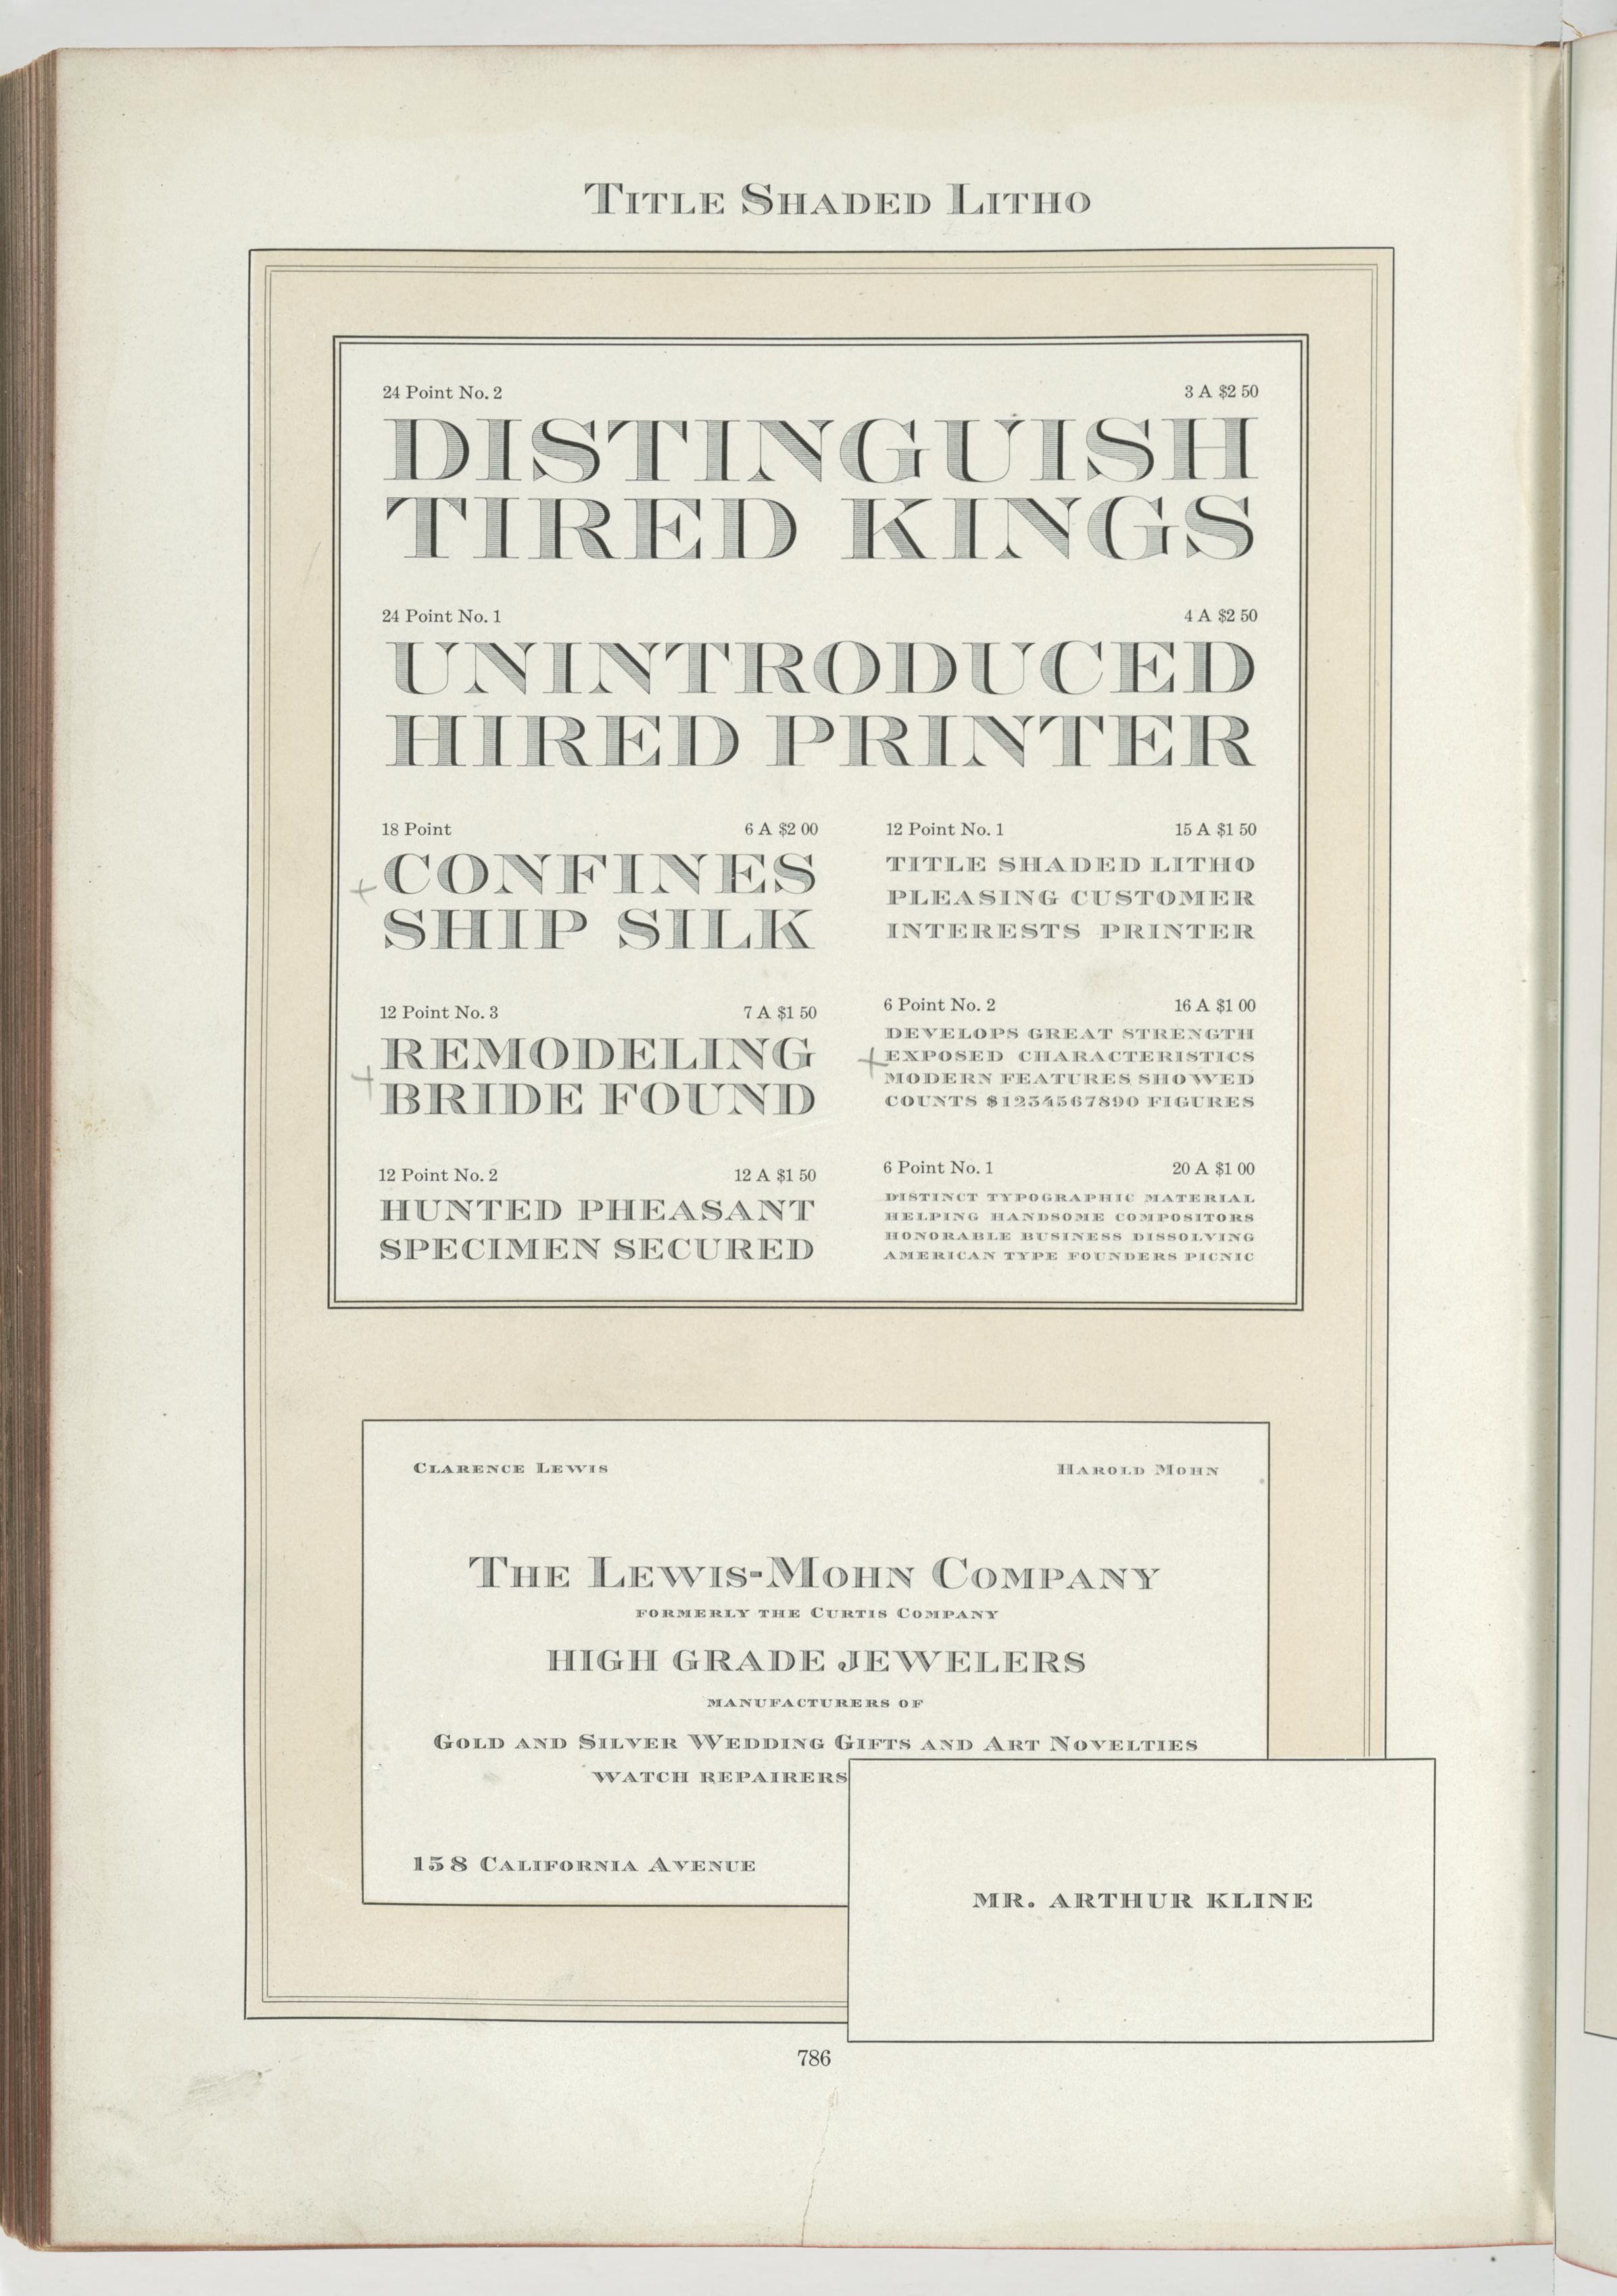 TITLE SHADED LITHO
24 Point No. 2 3 A $2 50
DISTINGUISH
TIRED KINGS
24 Point No. 1 4 A $2 50
UNINTRODUCED
HIRED PRINTER
18 Point 6 A $2 00
CONFINES
SHIP SILK
12 Point No. 3 7 A $1 50
REMODELING
BRIDE FOUND
12 Point No. 2 12 A $1 50
HUNTED PHEASANT
SPECIMEN SECURED
12 Point No. 1 15 A $1 50
TITLE SHADED LITHO
PLEASING CUSTOMER
INTERESTS PRINTER
6 Point No. 2 16 A $1 00
DEVELOPS GREAT STRENGTH
EXPOSED CHARACTERISTICS
MODERN FEATURES SHOWED
COUNTS $1234567890 FIGURES
6 Point No. 1 20 A $1 00
DISTINCT TYPOGRAPHIC MATERIAL
HELPING HANDSOME COMPOSITORS
HONORABLE BUSINESS DISSOLVING
AMERICAN TYPE FOUNDERS PICNIC
CLARENCE LEWIS HAROLD MOHN
THE LEWIS-MOHN COMPANY
FORMERLY THE CURTIS COMPANY
HIGH GRADE JEWELERS
MANUFACTURERS OF
GOLD AND SILVER WEDDING GIFTS AND ART NOVELTIES
WATCH REPAIRERS
158 CALIFORNIA AVENUE
MR. ARTHUR KLINE
786